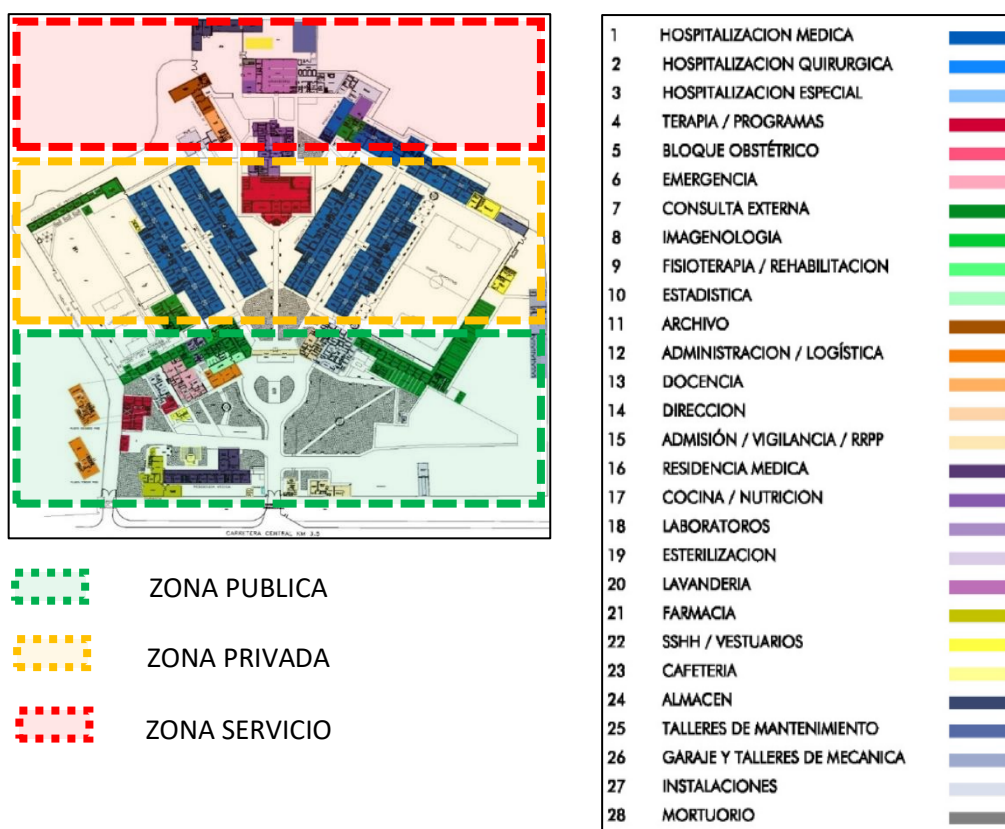 CARRETERA CENTRAL KM 3.5
ZONA PUBLICA
ZONA PRIVADA
ZONA SERVICIO
1 HOSPITALIZACION MEDICA
2 HOSPITALIZACION QUIRURGICA
3 HOSPITALIZACION ESPECIAL
4 TERAPIA / PROGRAMAS
5 BLOQUE OBSTÉTRICO
6 EMERGENCIA
7 CONSULTA EXTERNA
8 IMAGENOLOGIA
9 FISIOTERAPIA / REHABILITACION
10 ESTADISTICA
11 ARCHIVO
12 ADMINISTRACION / LOGÍSTICA
13 DOCENCIA
14 DIRECCION
15 ADMISIÓN / VIGILANCIA / RRPP
16 RESIDENCIA MEDICA
17 COCINA / NUTRICION
18 LABORATOROS
19 ESTERILIZACION
20 LAVANDERIA
21 FARMACIA
22 SSHH / VESTUARIOS
23 CAFETERIA
24 ALMACEN
25 TALLERES DE MANTENIMIENTO
26 GARAJE Y TALLERES DE MECANICA
27 INSTALACIONES
28 MORTUORIO